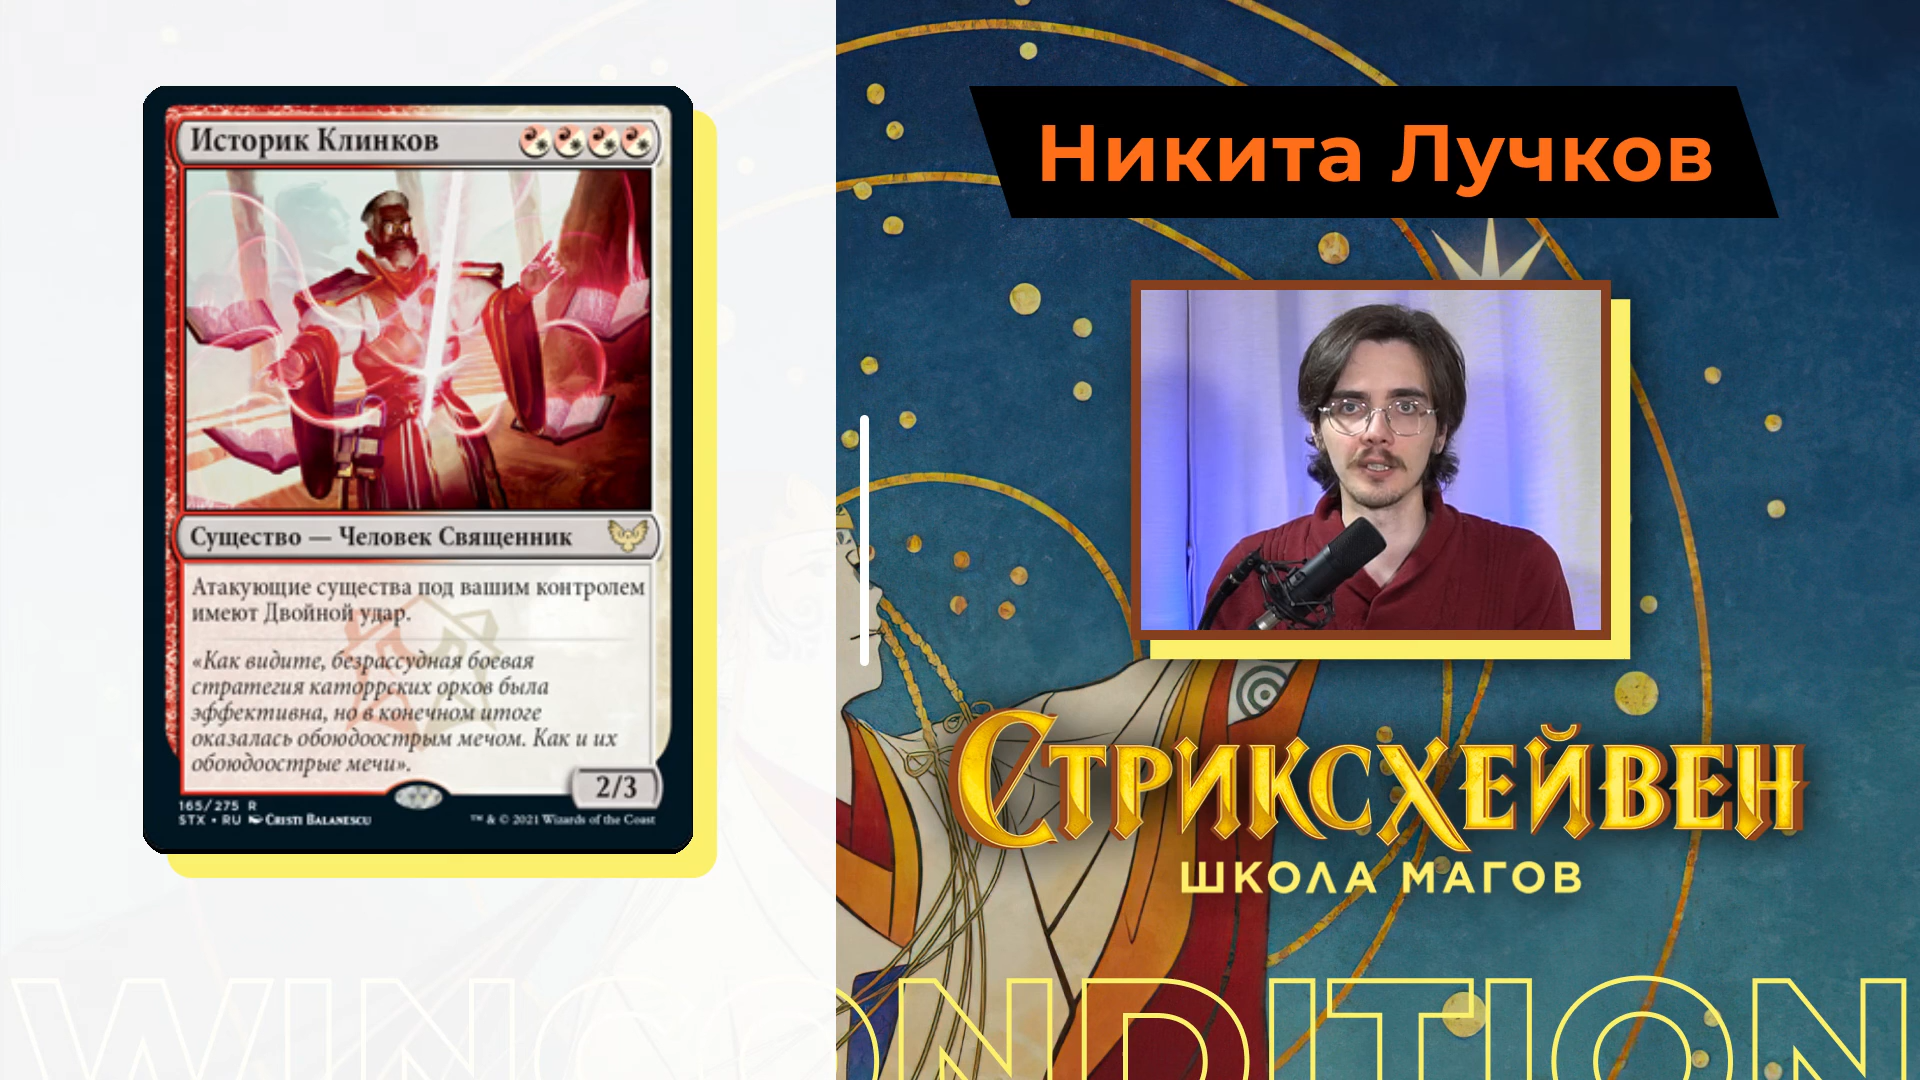 Историк Клинков
Существо — Человек Священник
Атакующие существа под вашим контролем
имеют Двойной удар.
«Как видите, безрассудная боевая
стратегия каторрских орков была
эффективна, но в конечном итоге
оказалась обоюдоострым мечом. Как и их
обоюдоострые мечи».
2/3
165/275 R
STX • RU CRISTI BALANESCU
™ & © 2021 Wizards of the Coast
Никита Лучков
СТРИКСХЕЙВЕН
ШКОЛА МАГОВ
WINCONDITION